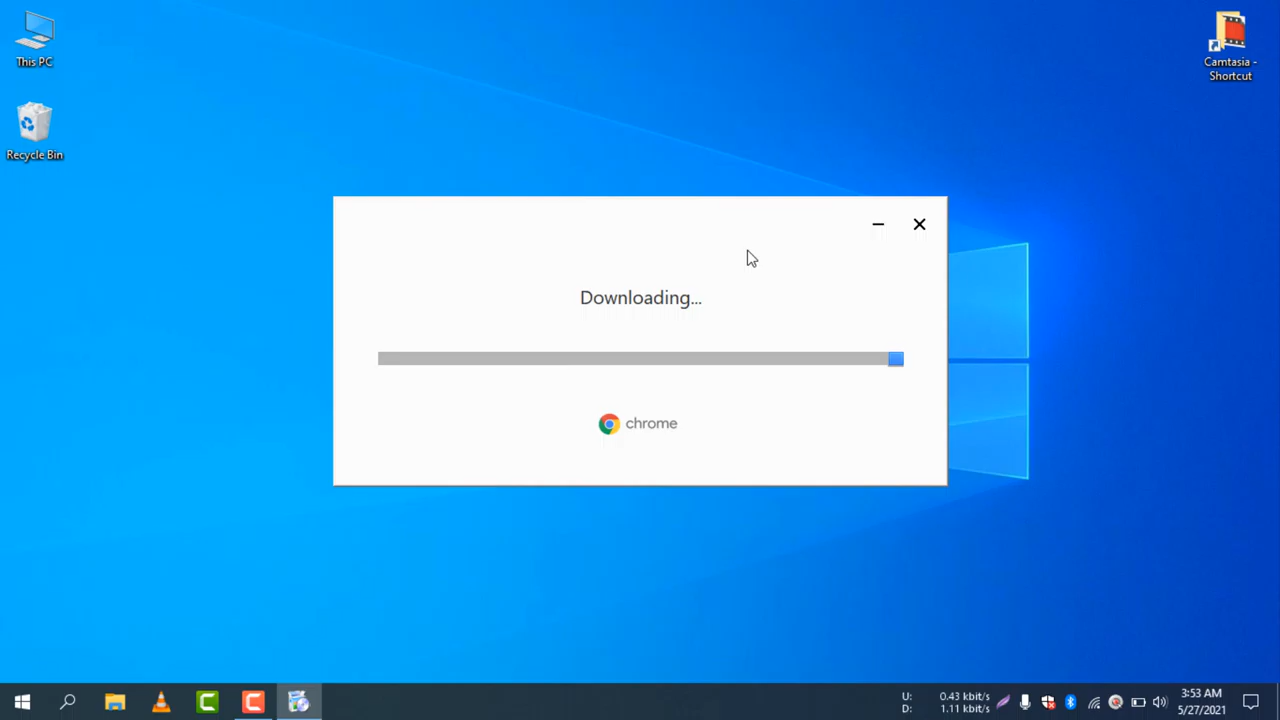 This PC
Recycle Bin
Camtasia -
Shortcut
Downloading...
chrome
U: 0.43 kbit/s
D: 1.11 kbit/s
3:53 AM
5/27/2021